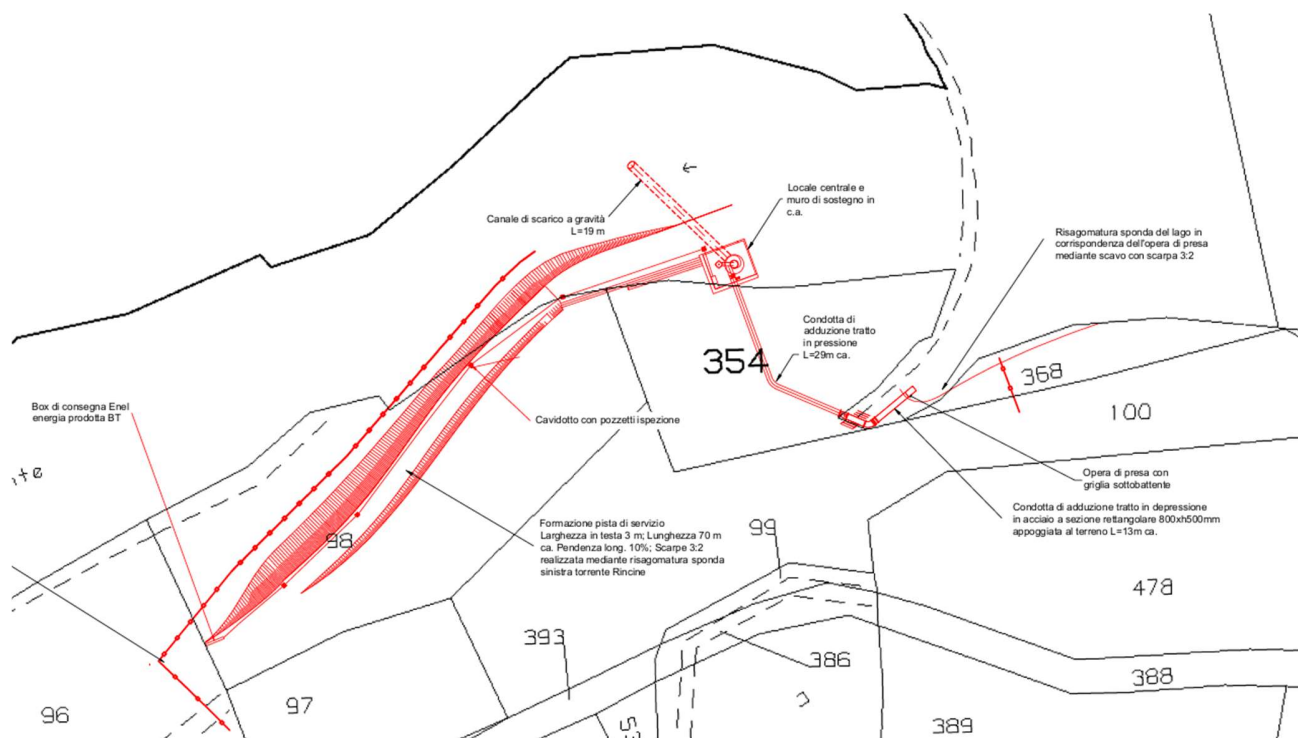 Canale di scarico a gravità
L=19 m
Locale centrale e
muro di sostegno in
c.a.
Risagomatura sponda del lago in
corrispondenza dell'opera di presa
mediante scavo con scarpa 3:2
Condotta di
adduzione tratto
in pressione
L=29m ca.
354
368
100
Box di consegna Enel
energia prodotta BT
Cavidotto con pozzetti ispezione
nte
Opera di presa con
griglia sottobattente
Condotta di adduzione tratto in depressione
in acciaio a sezione rettangolare 800xh500mm
appoggiata al terreno L=13m ca.
Formazione pista di servizio
Larghezza in testa 3 m; Lunghezza 70 m
ca. Pendenza long. 10%; Scarpe 3:2
realizzata mediante risagomatura sponda
sinistra torrente Rincine
98
99
478
393
386
388
96
97
389